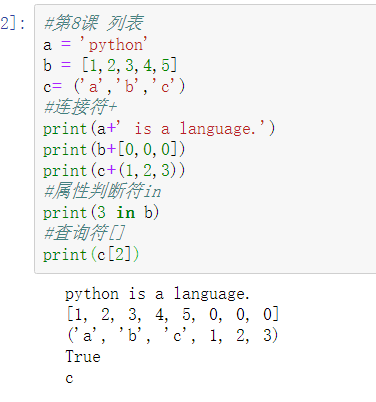 2]:
#第8课 列表
a = 'python'
b = [1,2,3,4,5]
c= ('a','b','c')
#连接符+
print(a+' is a language.')
print(b+[0,0,0])
print(c+(1,2,3))
#属性判断符in
print(3 in b)
#查询符[]
print(c[2])
python is a language.
[1, 2, 3, 4, 5, 0, 0, 0]
('a', 'b', 'c', 1, 2, 3)
True
c